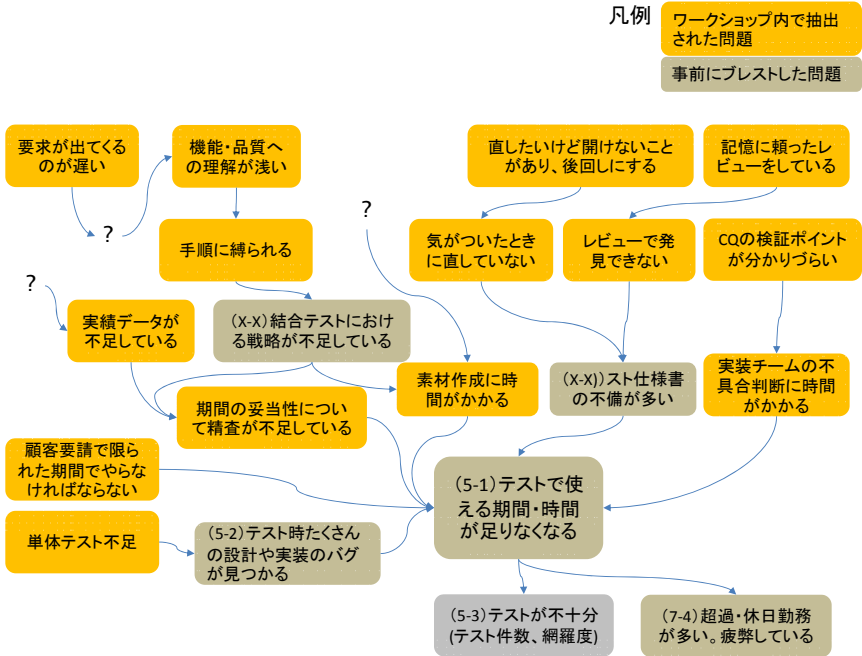 凡例
ワークショップ内で抽出
された問題
事前にブレストした問題
要求が出てくる
のが遅い
機能・品質へ
の理解が浅い
直したいけど開けないこと
があり、後回しにする
記憶に頼ったレ
ビューをしている
?
?
手順に縛られる
気がついたとき
に直していない
レビューで発
見できない
CQの検証ポイント
が分かりづらい
?
実績データが
不足している
(X-X)結合テストにおけ
る戦略が不足している
素材作成に時
間がかかる
(X-X))スト仕様書
の不備が多い
実装チームの不
具合判断に時間
がかかる
期間の妥当性につい
て精査が不足している
顧客要請で限ら
れた期間でやらな
ければならない
(5-1)テストで使
える期間・時間
が足りなくなる
単体テスト不足
(5-2)テスト時たくさん
の設計や実装のバグ
が見つかる
(5-3)テストが不十分
(テスト件数、網羅度)
(7-4)超過・休日勤務
が多い。疲弊している